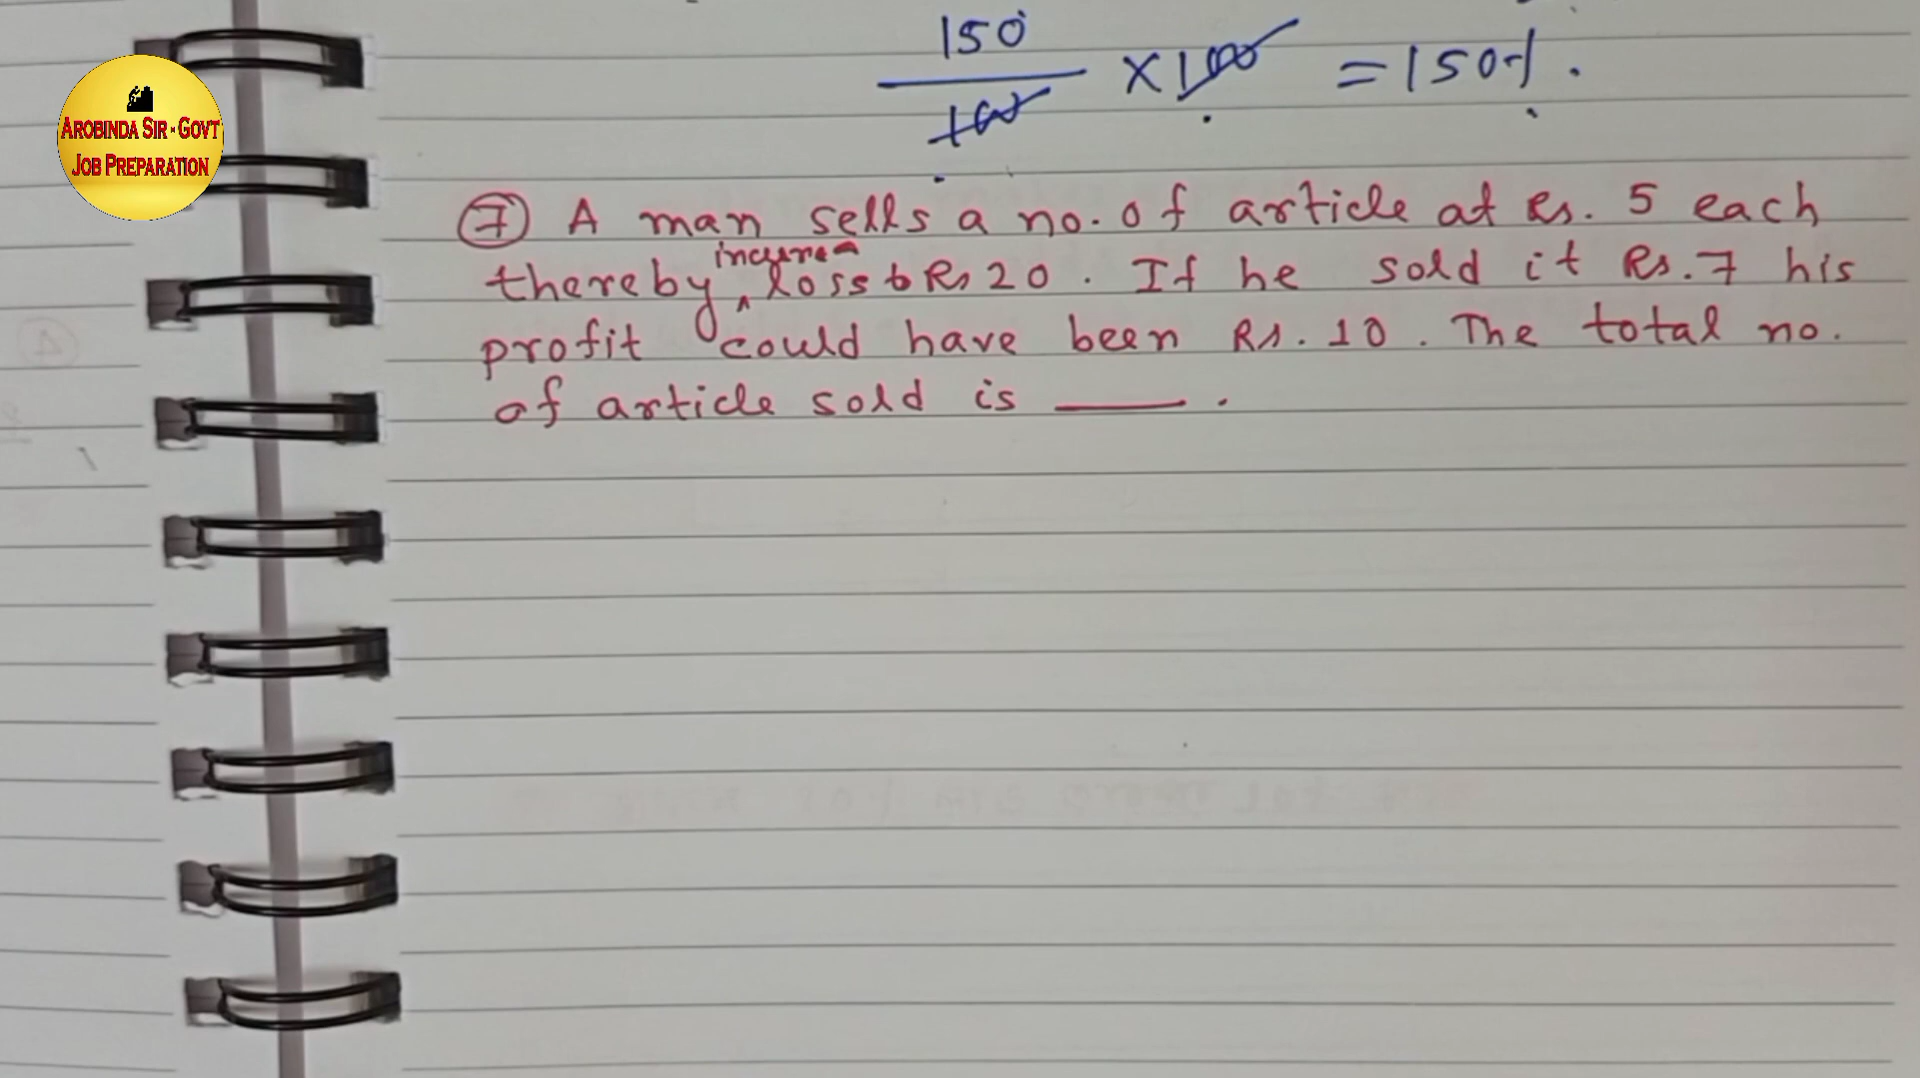 AROBINDA SIR - GOVT
JOB PREPARATION
150
100 ×100 = 150%.
⑦ A man sells a no. of article at Rs. 5 each
thereby loss Rs 20. If he sold it Rs. 7 his
profit could have been Rs. 10. The total no.
of article sold is ____.